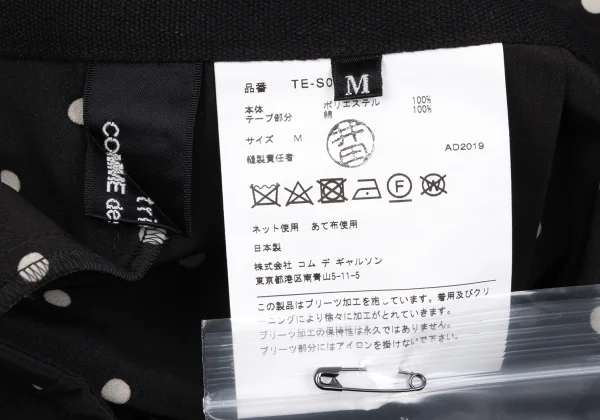 tri
COMME des
M
品番 TE-S0
本体 ポリエステル 100%
テープ部分 綿 100%
サイズ M
縫製責任者
AD2019
F
W
ネット使用 あて布使用
日本製
株式会社 コム デ ギャルソン
東京都港区南青山5-11-5
この製品はプリーツ加工を施しています。着用及びクリ
ーニングにより徐々に加工がとれていきます。
プリーツ加工の保持性は永久ではありません。
プリーツ部分にはアイロンを掛けないで下さい。